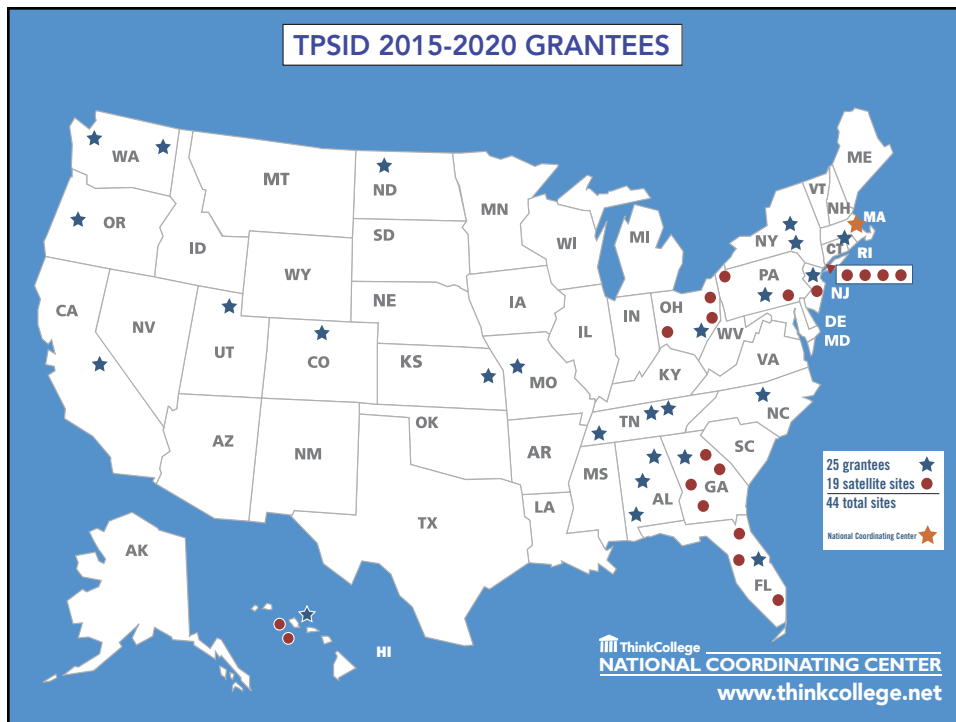 TPSID 2015-2020 GRANTEES
WA
MT
ND
MN
ME
VT
NH
MA
OR
ID
SD
WI
MI
NY
CT
RI
WY
PA
CA
NV
NE
IA
OH
NJ
IL
IN
UT
CO
KS
MO
WV
DE
MD
KY
VA
OK
TN
NC
AZ
NM
AR
MS
SC
AL
GA
LA
TX
25 grantees
19 satellite sites
44 total sites
National Coordinating Center
AK
FL
HI
ThinkCollege
NATIONAL COORDINATING CENTER
www.thinkcollege.net